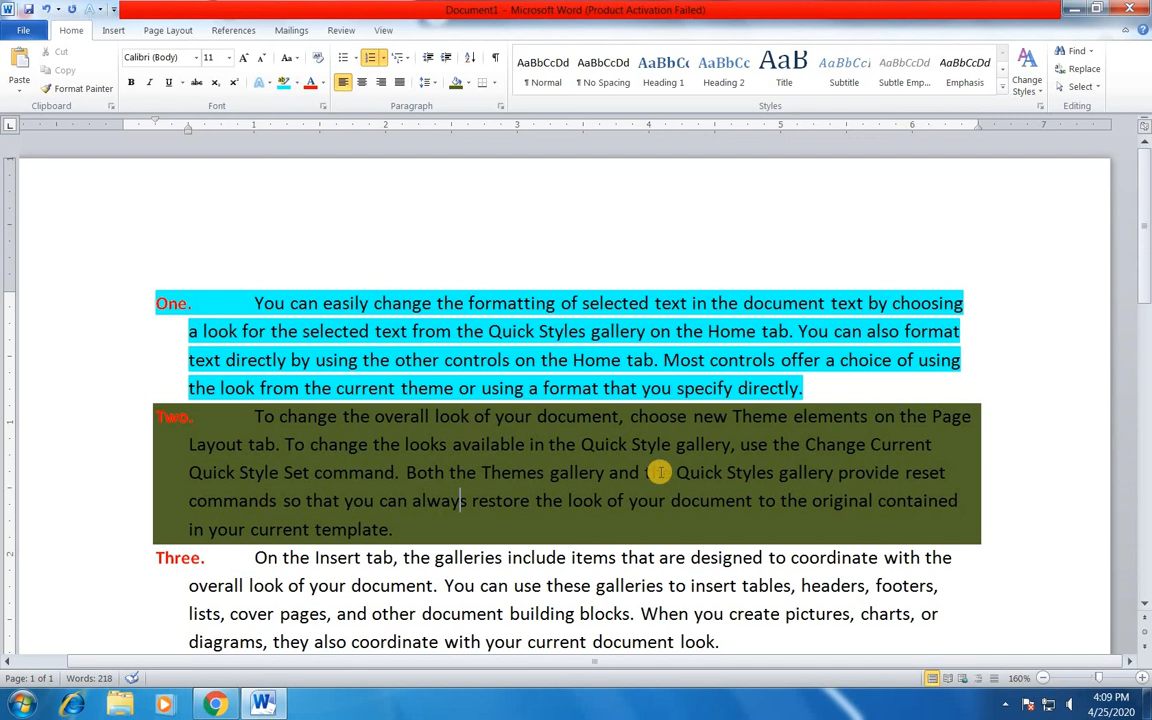 Document1 - Microsoft Word (Product Activation Failed)
File Home Insert Page Layout References Mailings Review View
Cut
Copy
Paste
Format Painter
Clipboard
Calibri (Body) 11
Font
Paragraph
AaBbCcDd AaBbCcDd AaBbCc AaBbCc AaB AaBbCcDd AaBbCcDd AaBbCcDd
¶ Normal ¶ No Spacing Heading 1 Heading 2 Title Subtitle Subtle Emp... Emphasis
Styles
Change
Styles
Find
Replace
Select
Editing
1 2 3 4 5 6 7
One. You can easily change the formatting of selected text in the document text by choosing
a look for the selected text from the Quick Styles gallery on the Home tab. You can also format
text directly by using the other controls on the Home tab. Most controls offer a choice of using
the look from the current theme or using a format that you specify directly.
Two. To change the overall look of your document, choose new Theme elements on the Page
Layout tab. To change the looks available in the Quick Style gallery, use the Change Current
Quick Style Set command. Both the Themes gallery and Quick Styles gallery provide reset
commands so that you can always restore the look of your document to the original contained
in your current template.
Three. On the Insert tab, the galleries include items that are designed to coordinate with the
overall look of your document. You can use these galleries to insert tables, headers, footers,
lists, cover pages, and other document building blocks. When you create pictures, charts, or
diagrams, they also coordinate with your current document look.
Page: 1 of 1 Words: 218 160%
4:09 PM
4/25/2020